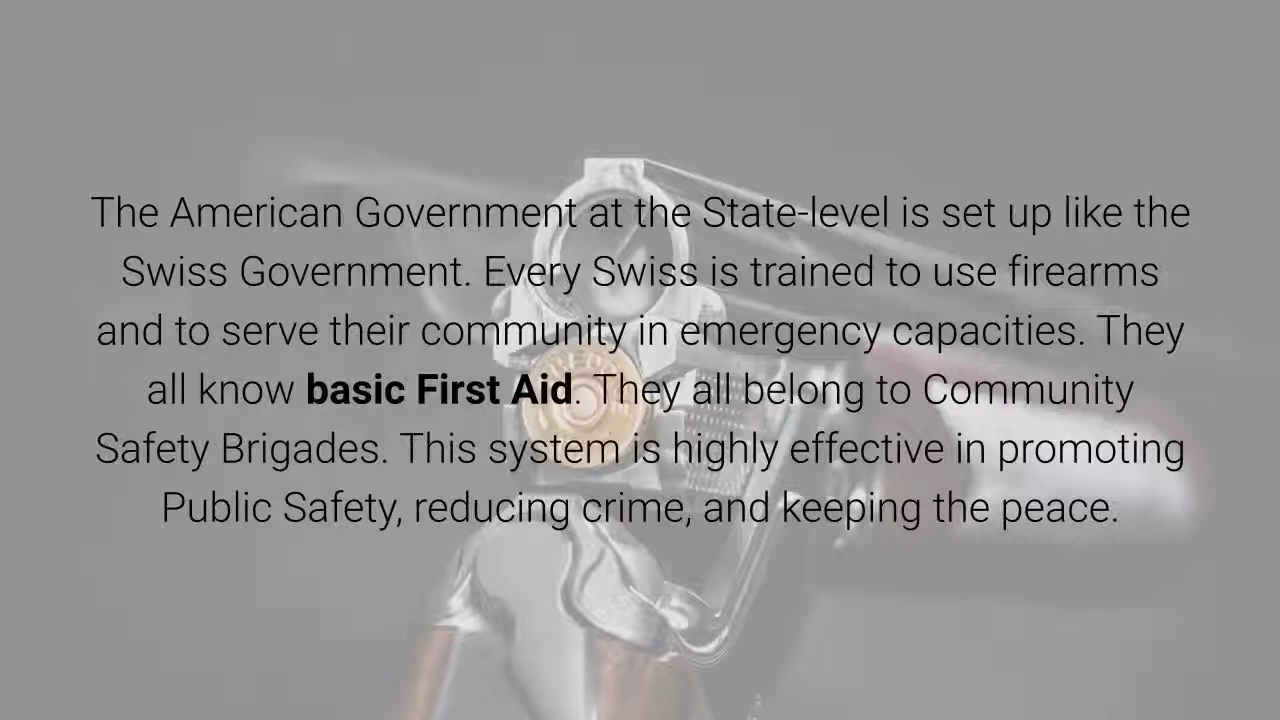 The American Government at the State-level is set up like the
Swiss Government. Every Swiss is trained to use firearms
and to serve their community in emergency capacities. They
all know basic First Aid. They all belong to Community
Safety Brigades. This system is highly effective in promoting
Public Safety, reducing crime, and keeping the peace.